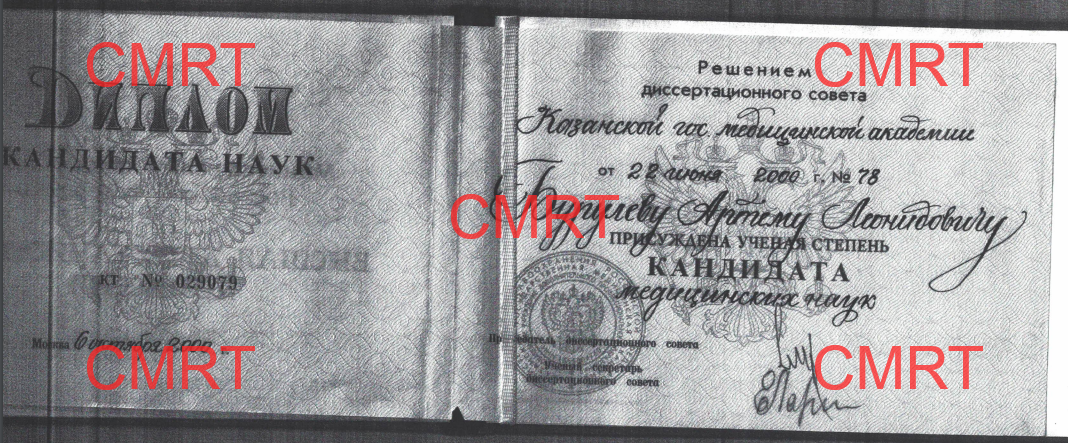 CMRT
ДИПЛОМ
КАНДИДАТА НАУК
КТ № 029079
Москва 6 октября 2000 г.
CMRT
CMRT
CMRT
Решением
диссертационного совета
Казанской гос. медицинской академии
от 22 июня 2000 г. № 78
Артему Леонидовичу
ПРИСУЖДЕНА УЧЕНАЯ СТЕПЕНЬ
КАНДИДАТА
медицинских наук
Председатель диссертационного совета
Ученый секретарь
диссертационного совета
CMRT